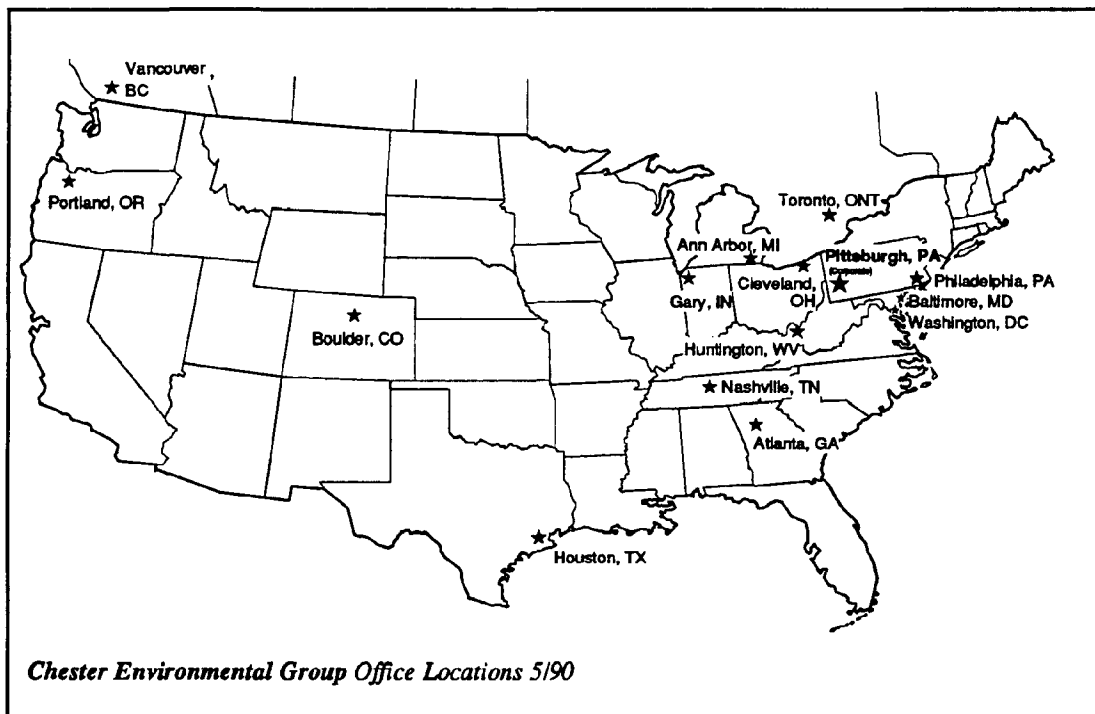 Vancouver ,
BC
Portland, OR
Toronto, ONT
Ann Arbor, MI
Pittsburgh, PA
(Corporate)
Cleveland,
OH
Gary, IN
Philadelphia, PA
Baltimore, MD
Washington, DC
Boulder, CO
Huntington, WV
Nashville, TN
Atlanta, GA
Houston, TX
Chester Environmental Group Office Locations 5/90